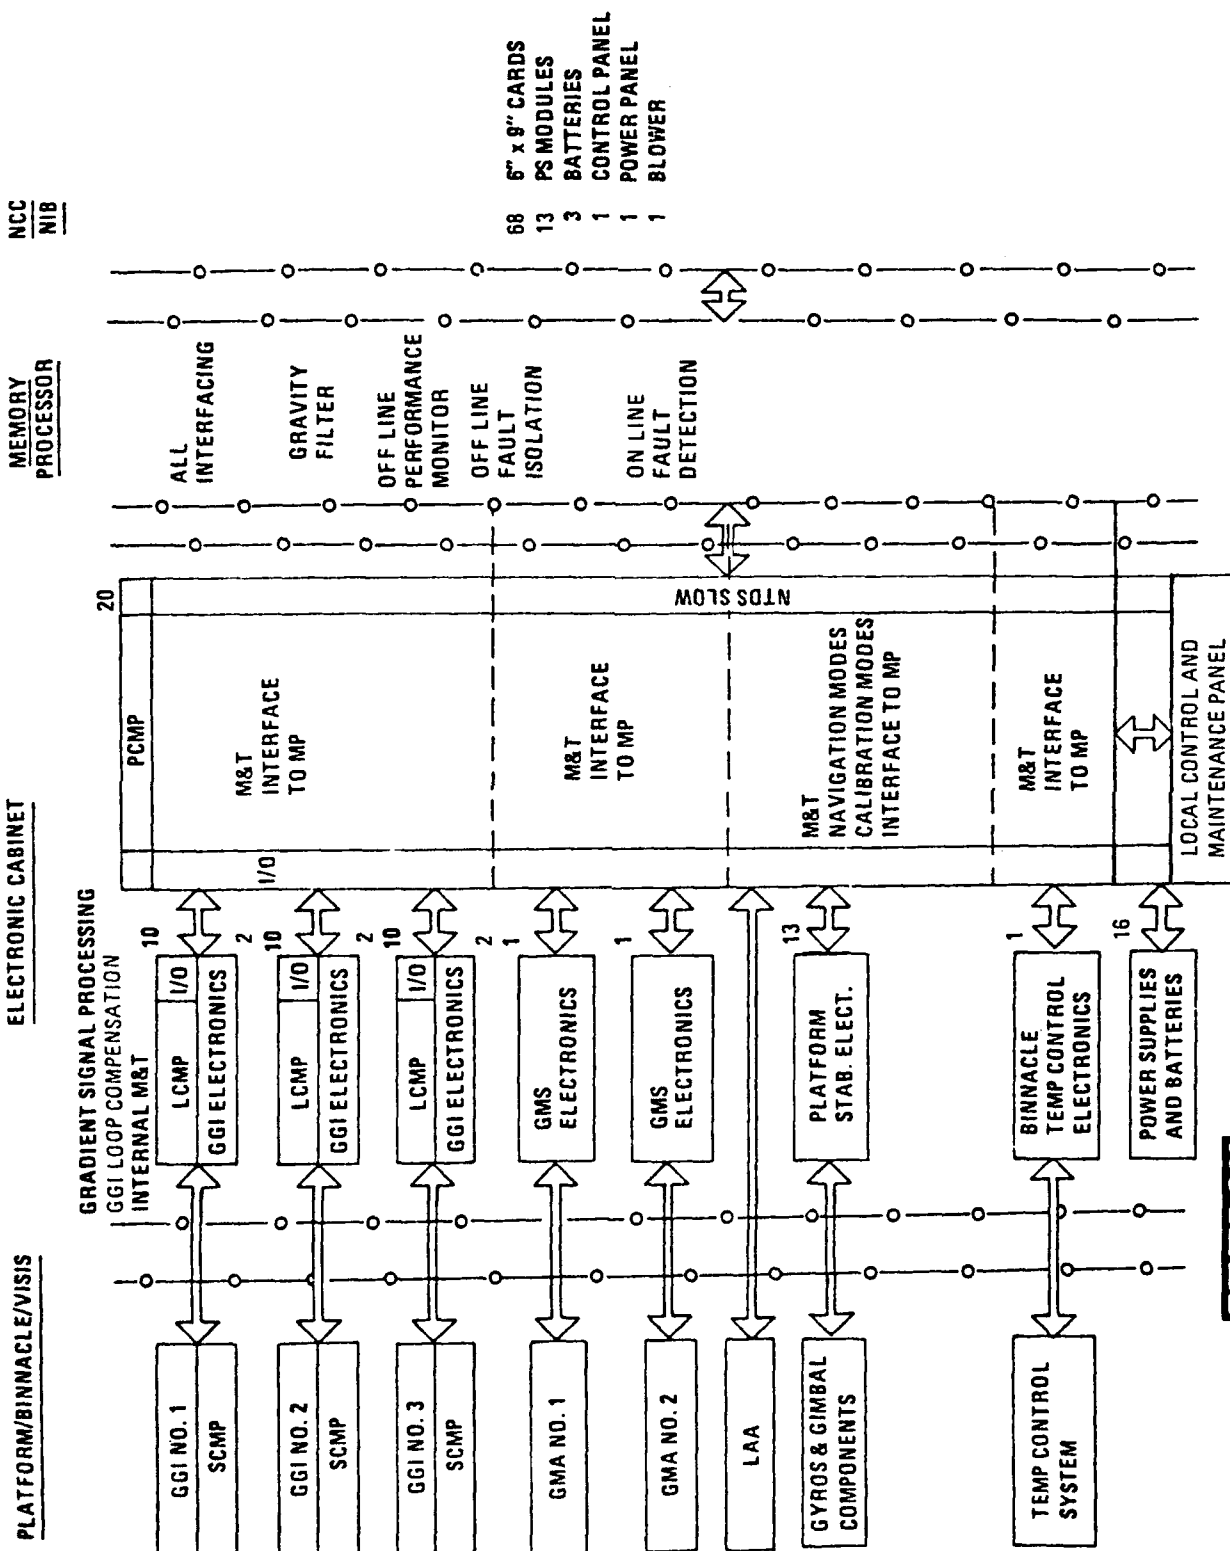 PLATFORM/BINNACLE/VISIS
ELECTRONIC CABINET
MEMORY
PROCESSOR
NCC
NIB
GRADIENT SIGNAL PROCESSING
GGI LOOP COMPENSATION
INTERNAL M&T
GGI NO. 1
SCMP
10
LCMP
I/O
GGI ELECTRONICS
2
GGI NO. 2
SCMP
10
LCMP
I/O
GGI ELECTRONICS
2
GGI NO. 3
SCMP
10
LCMP
I/O
GGI ELECTRONICS
2
GMA NO. 1
1
GMS
ELECTRONICS
GMA NO. 2
1
GMS
ELECTRONICS
LAA
GYROS & GIMBAL
COMPONENTS
13
PLATFORM
STAB. ELECT.
TEMP CONTROL
SYSTEM
1
BINNACLE
TEMP CONTROL
ELECTRONICS
16
POWER SUPPLIES
AND BATTERIES
20
PCMP
I/O
M&T
INTERFACE
TO MP
M&T
INTERFACE
TO MP
M&T
NAVIGATION MODES
CALIBRATION MODES
INTERFACE TO MP
M&T
INTERFACE
TO MP
NTDS SLOW
LOCAL CONTROL AND
MAINTENANCE PANEL
ALL
INTERFACING
GRAVITY
FILTER
OFF LINE
PERFORMANCE
MONITOR
OFF LINE
FAULT
ISOLATION
ON LINE
FAULT
DETECTION
68 6" x 9" CARDS
13 PS MODULES
3 BATTERIES
1 CONTROL PANEL
1 POWER PANEL
1 BLOWER